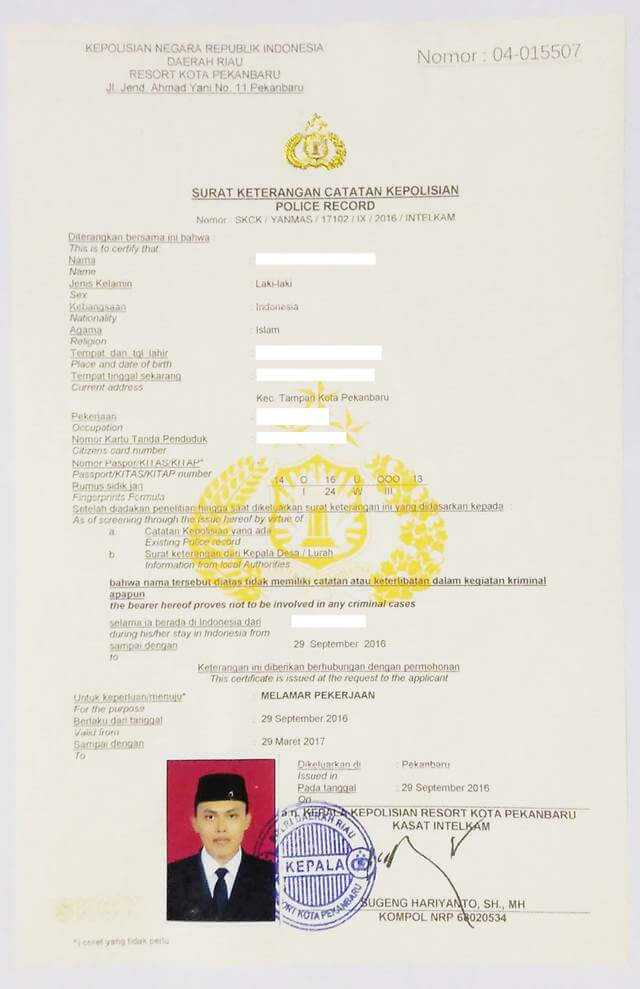 KEPOLISIAN NEGARA REPUBLIK INDONESIA
DAERAH RIAU
RESORT KOTA PEKANBARU
Jl. Jend. Ahmad Yani No. 11 Pekanbaru
Nomor : 04-015507
SURAT KETERANGAN CATATAN KEPOLISIAN
POLICE RECORD
Nomor : SKCK / YANMAS / 17102 / IX / 2016 / INTELKAM
Diterangkan bersama ini bahwa :
This is to certify that.
Nama
Name
Jenis Kelamin : Laki-laki
Sex
Kebangsaan : Indonesia
Nationality
Agama : Islam
Religion
Tempat dan tgl lahir
Place and date of birth
Tempat tinggal sekarang
Current address
Kec. Tampan Kota Pekanbaru
Pekerjaan
Occupation
Nomor Kartu Tanda Penduduk
Citizens card number
Nomor Paspor/KITAS/KITAP*
Passport/KITAS/KITAP number
Rumus sidik jari 14 O 16 U OOO 13
Fingerprints Formula I 24 W III
Setelah diadakan penelitian hingga saat dikeluarkan surat keterangan ini yang didasarkan kepada :
As of screening through the issue hereof by virtue of
a. Catatan Kepolisian yang ada
Existing Police record
b. Surat keterangan dari Kepala Desa / Lurah
Information from local Authorities
bahwa nama tersebut diatas tidak memiliki catatan atau keterlibatan dalam kegiatan kriminal
apapun
the bearer hereof proves not to be involved in any criminal cases
selama ia berada di Indonesia dari
during his/her stay in Indonesia from
sampai dengan : 29 September 2016
to
Keterangan ini diberikan berhubungan dengan permohonan
This certificate is issued at the request to the applicant
Untuk keperluan/menuju* : MELAMAR PEKERJAAN
For the purpose
Berlaku dari tanggal : 29 September 2016
Valid from
Sampai dengan : 29 Maret 2017
To
Dikeluarkan di : Pekanbaru
Issued in
Pada tanggal : 29 September 2016
On
a.n. KEPALA KEPOLISIAN RESORT KOTA PEKANBARU
KASAT INTELKAM
POLRI DAERAH RIAU
KEPALA
RESORT KOTA PEKANBARU
SUGENG HARIYANTO, SH., MH
KOMPOL NRP 68020534
*) coret yang tidak perlu